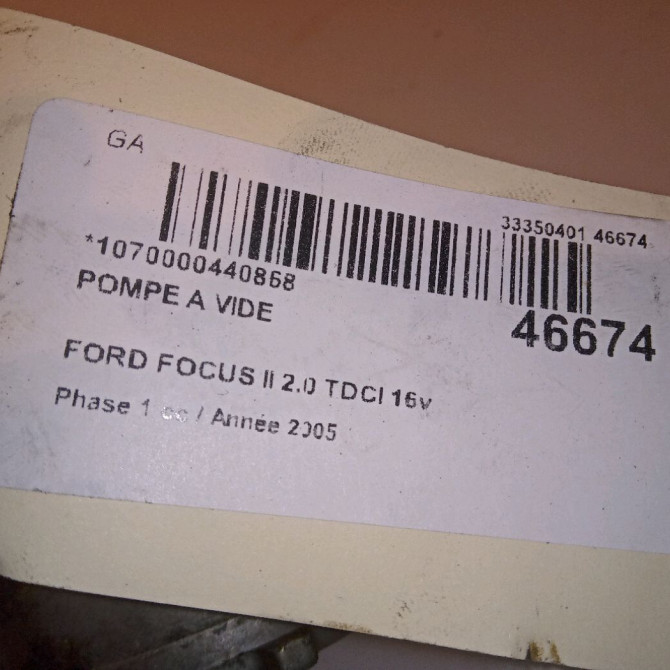 GA
33350401 46674
*1070000440868
46674
POMPE A VIDE
FORD FOCUS II 2.0 TDCI 16v
Phase 1 / Année 2005